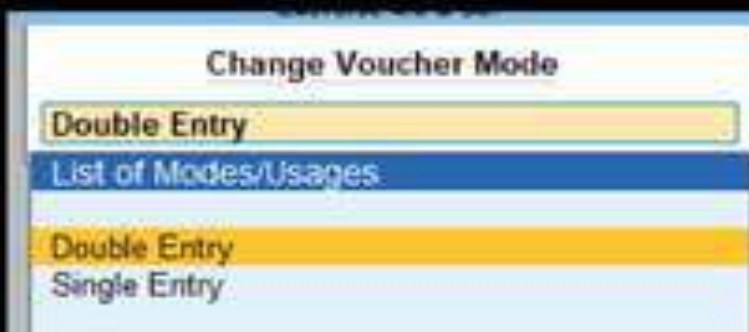 Change Voucher Mode
Double Entry
List of Modes/Usages
Double Entry
Single Entry